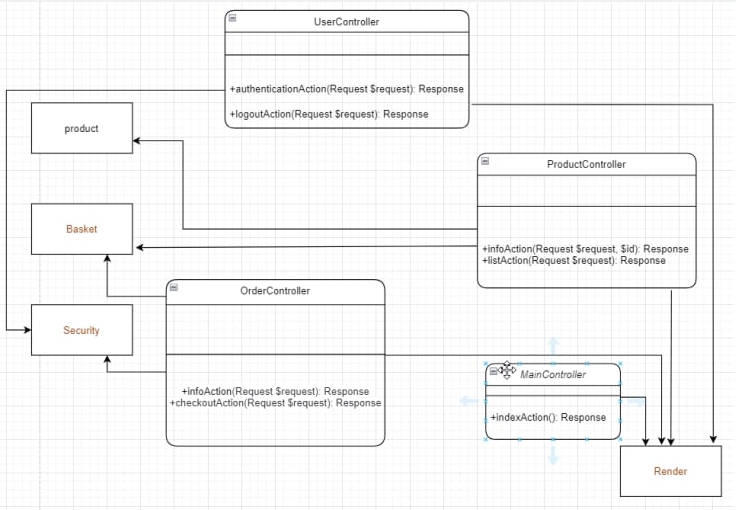 UserController
+authenticationAction(Request $request): Response
+logoutAction(Request $request): Response
product
ProductController
Basket
+infoAction(Request $request, $id): Response
+listAction(Request $request): Response
OrderController
Security
MainController
+infoAction(Request $request): Response
+checkoutAction(Request $request): Response
+indexAction(): Response
Render